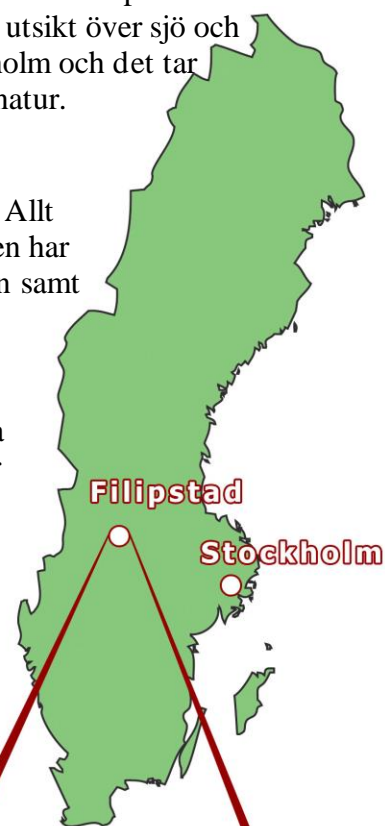 utsikt över sjö och
holm och det tar
natur.
Allt
en har
n samt
a
Filipstad
Stockholm